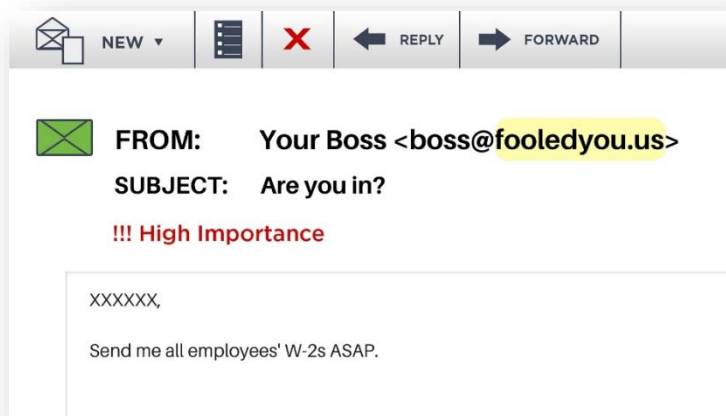 NEW ▼ REPLY FORWARD
FROM: Your Boss <boss@fooledyou.us>
SUBJECT: Are you in?
!!! High Importance
XXXXXX,
Send me all employees' W-2s ASAP.